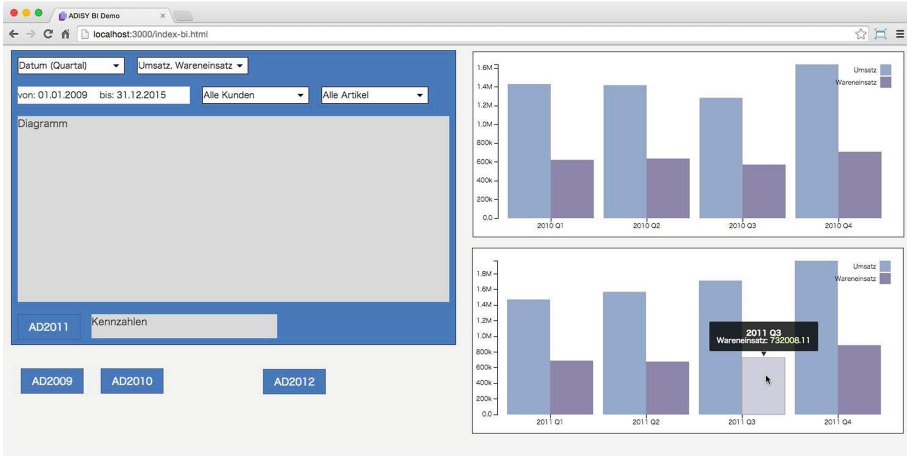 ADISY BI Demo
localhost:3000/index-bi.html
Datum (Quartal)
Umsatz, Wareneinsatz
von: 01.01.2009 bis: 31.12.2015
Alle Kunden
Alle Artikel
Diagramm
AD2011
Kennzahlen
AD2009
AD2010
AD2012
1.6M
1.4M
1.2M
1.0M
800k
600k
400k
200k
0.0
2010 Q1
2010 Q2
2010 Q3
2010 Q4
Umsatz
Wareneinsatz
1.8M
1.6M
1.4M
1.2M
1.0M
800k
600k
400k
200k
0.0
2011 Q1
2011 Q2
2011 Q3
2011 Q4
Umsatz
Wareneinsatz
2011 Q3
Wareneinsatz: 732008.11